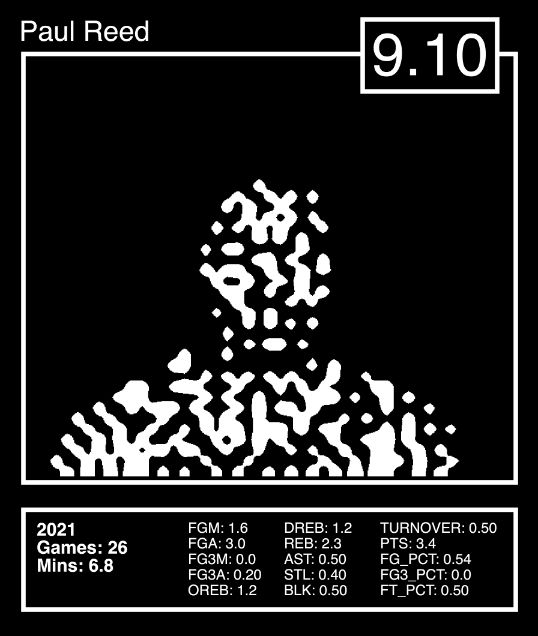 Paul Reed
9.10
2021
Games: 26
Mins: 6.8
FGM: 1.6
FGA: 3.0
FG3M: 0.0
FG3A: 0.20
OREB: 1.2
DREB: 1.2
REB: 2.3
AST: 0.50
STL: 0.40
BLK: 0.50
TURNOVER: 0.50
PTS: 3.4
FG_PCT: 0.54
FG3_PCT: 0.0
FT_PCT: 0.50